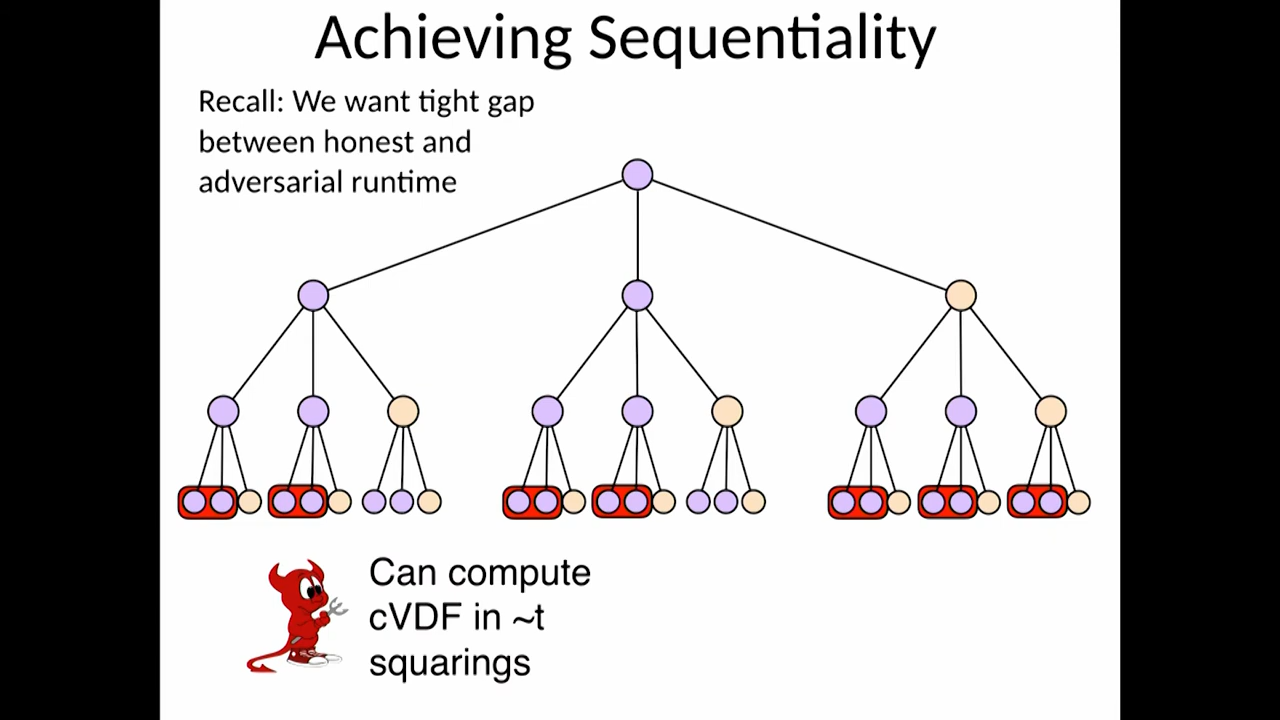 Achieving Sequentiality
Recall: We want tight gap
between honest and
adversarial runtime
Can compute
cVDF in ~t
squarings